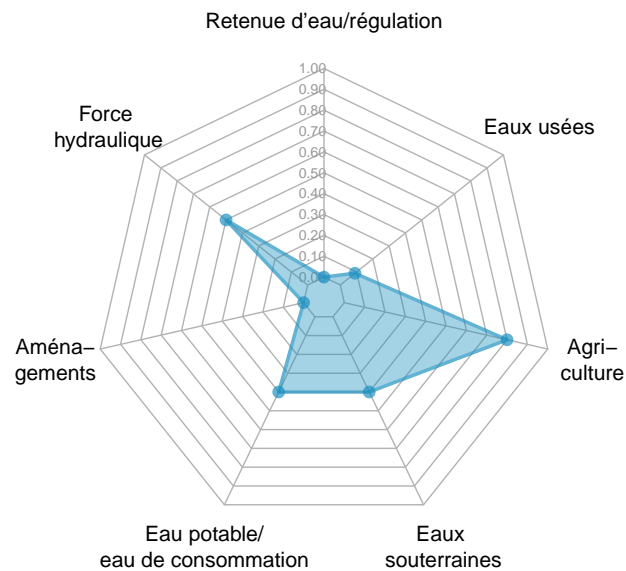 Retenue d'eau/régulation
1.00
0.90
0.80
0.70
0.60
0.50
0.40
0.30
0.20
0.10
0.00
Force
hydraulique
Eaux usées
Aména–
gements
Agri–
culture
Eau potable/
eau de consommation
Eaux
souterraines